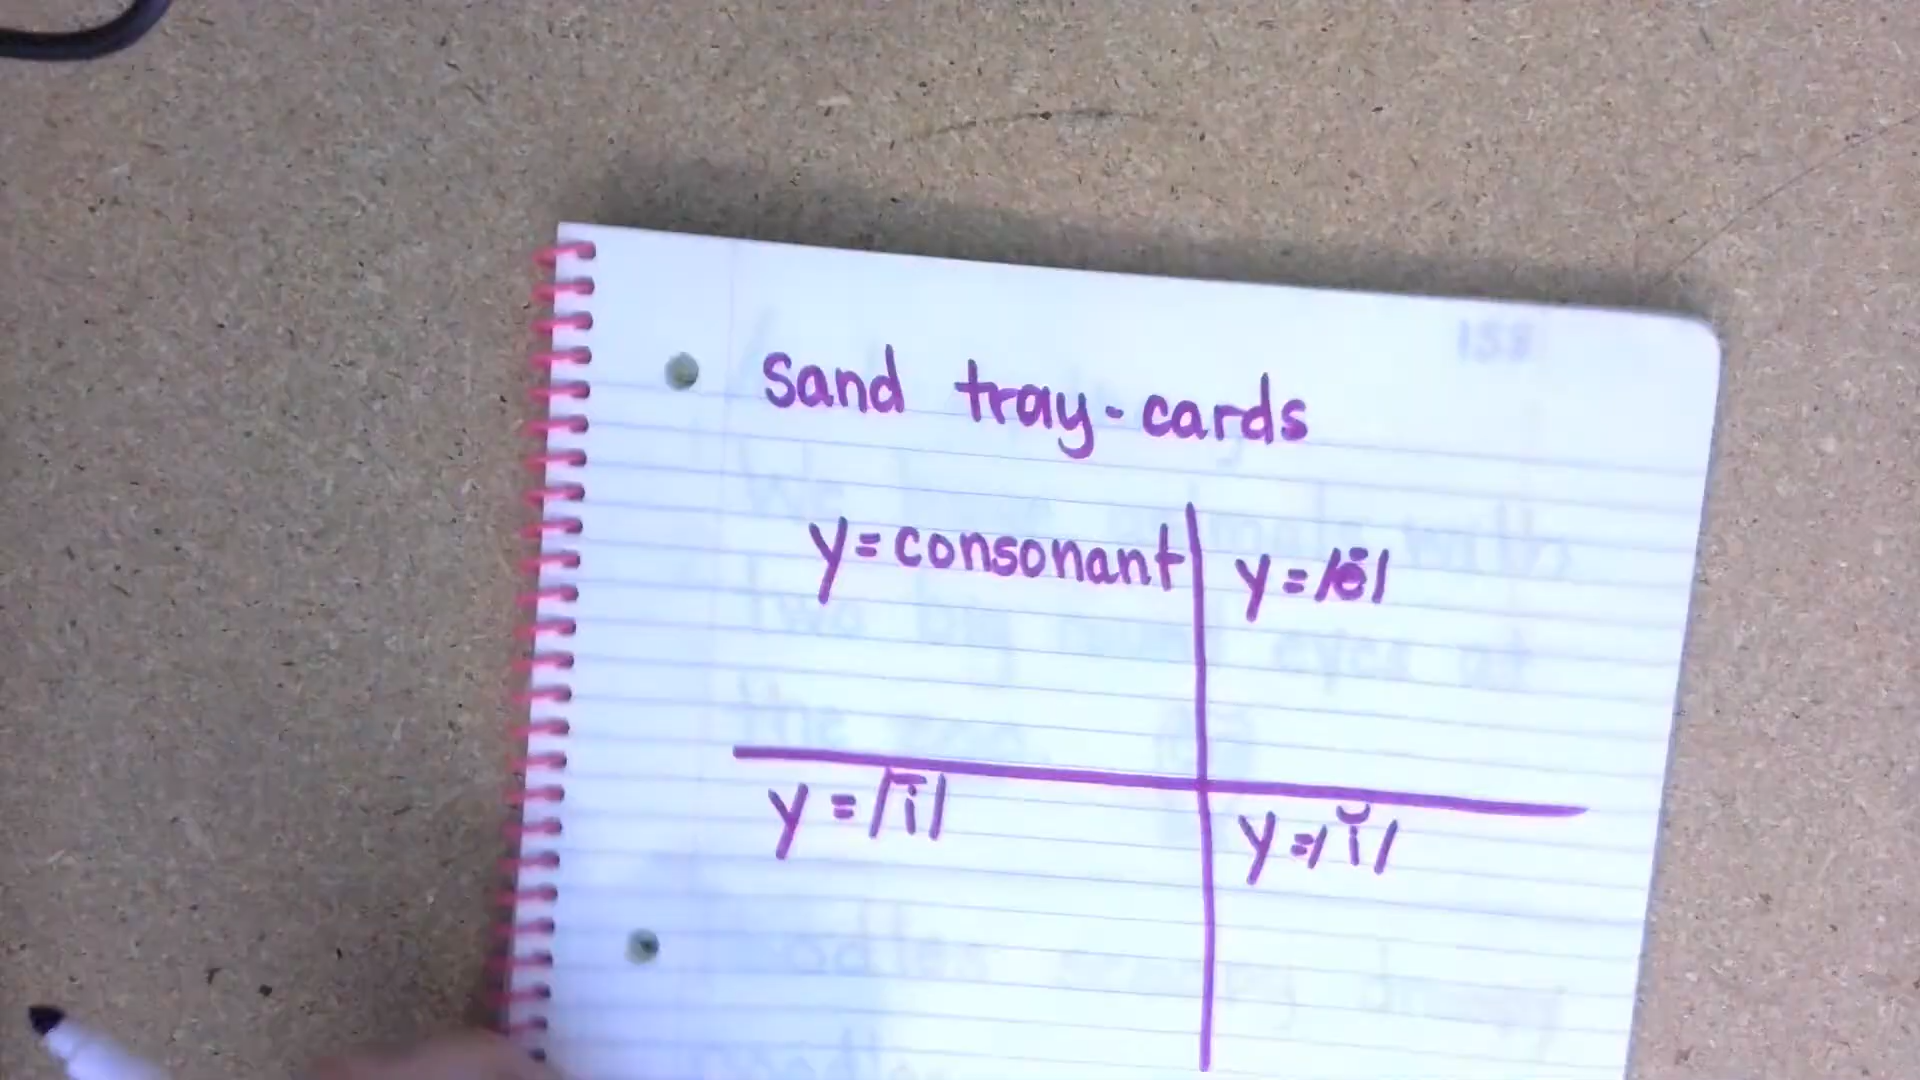 sand tray - cards
y = consonant
y = /ē/
y = /ī/
y = / ĭ /